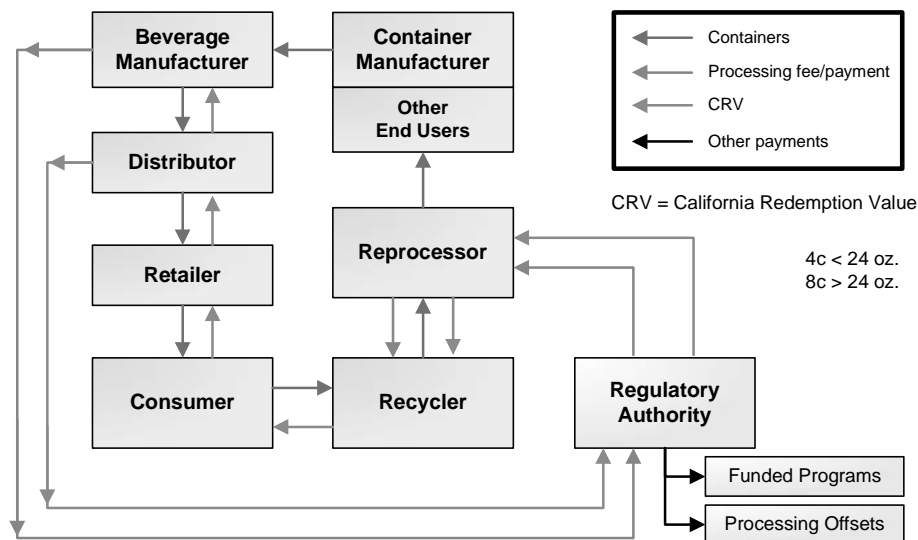 Beverage
Manufacturer
Container
Manufacturer
Other
End Users
Distributor
Retailer
Reprocessor
Consumer
Recycler
Regulatory
Authority
Funded Programs
Processing Offsets
Containers
Processing fee/payment
CRV
Other payments
CRV = California Redemption Value
4c < 24 oz.
8c > 24 oz.